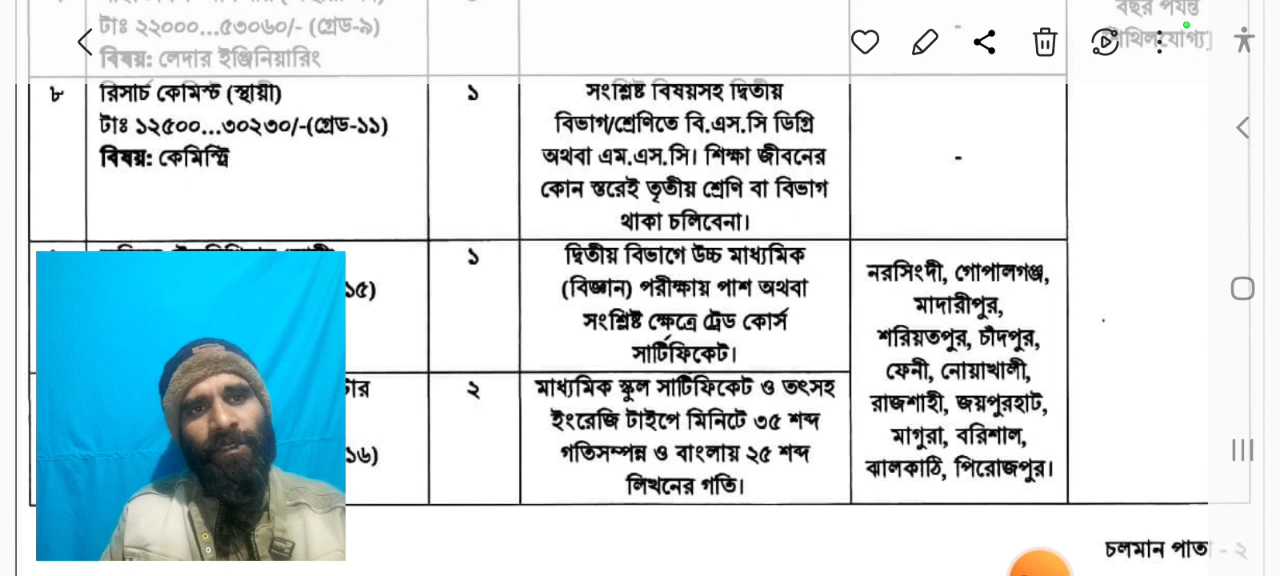 টাঃ ২২০০০...৫৩০৬০/- (গ্রেড-৯)
বিষয়: লেদার ইঞ্জিনিয়ারিং
-
বছর পর্যন্ত
শিথিলযোগ্য]
৮
রিসার্চ কেমিস্ট (স্থায়ী)
টাঃ ১২৫০০...৩০২৩০/-(গ্রেড-১১)
বিষয়: কেমিস্ট্রি
১
সংশ্লিষ্ট বিষয়সহ দ্বিতীয়
বিভাগ/শ্রেণিতে বি.এস.সি ডিগ্রি
অথবা এম.এস.সি। শিক্ষা জীবনের
কোন স্তরেই তৃতীয় শ্রেণি বা বিভাগ
থাকা চলিবেনা।
-
১৫)
১
দ্বিতীয় বিভাগে উচ্চ মাধ্যমিক
(বিজ্ঞান) পরীক্ষায় পাশ অথবা
সংশ্লিষ্ট ক্ষেত্রে ট্রেড কোর্স
সার্টিফিকেট।
নরসিংদী, গোপালগঞ্জ,
মাদারীপুর,
শরিয়তপুর, চাঁদপুর,
ফেনী, নোয়াখালী,
রাজশাহী, জয়পুরহাট,
মাগুরা, বরিশাল,
ঝালকাঠি, পিরোজপুর।
টার
১৬)
২
মাধ্যমিক স্কুল সার্টিফিকেট ও তৎসহ
ইংরেজি টাইপে মিনিটে ৩৫ শব্দ
গতিসম্পন্ন ও বাংলায় ২৫ শব্দ
লিখনের গতি।
চলমান পাতা - ২